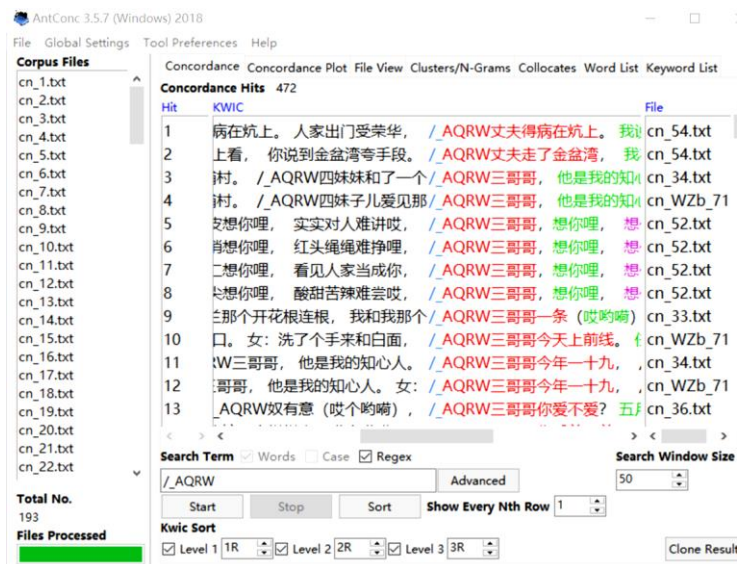 AntConc 3.5.7 (Windows) 2018
File Global Settings Tool Preferences Help
Corpus Files
cn_1.txt
cn_2.txt
cn_3.txt
cn_4.txt
cn_5.txt
cn_6.txt
cn_7.txt
cn_8.txt
cn_9.txt
cn_10.txt
cn_11.txt
cn_12.txt
cn_13.txt
cn_14.txt
cn_15.txt
cn_16.txt
cn_17.txt
cn_18.txt
cn_19.txt
cn_20.txt
cn_21.txt
cn_22.txt
Total No.
193
Files Processed
Concordance Concordance Plot File View Clusters/N-Grams Collocates Word List Keyword List
Concordance Hits 472
Hit KWIC File
1 病在炕上。 人家出门受荣华， /_AQRW丈夫得病在炕上。 我 cn_54.txt
2 上看， 你说到金盆湾夸手段。 /_AQRW丈夫走了金盆湾， 我 cn_54.txt
3 村。 /_AQRW四妹妹和了一个 /_AQRW三哥哥， 他是我的知 cn_34.txt
4 村。 /_AQRW四妹子儿爱见那 /_AQRW三哥哥， 他是我的知 cn_WZb_71
5 想你哩， 实实对人难讲哎， /_AQRW三哥哥，想你哩， 想 cn_52.txt
6 想你哩， 红头绳绳难挣哩， /_AQRW三哥哥，想你哩， 想 cn_52.txt
7 想你哩， 看见人家当成你， /_AQRW三哥哥，想你哩， 想 cn_52.txt
8 想你哩， 酸甜苦辣难尝哎， /_AQRW三哥哥，想你哩， 想 cn_52.txt
9 那个开花根连根， 我和我那个 /_AQRW三哥哥一条（哎哟嗬） cn_33.txt
10 口。 女：洗了个手来和白面， /_AQRW三哥哥今天上前线。 cn_WZb_71
11 RW三哥哥， 他是我的知心人。 /_AQRW三哥哥今年一十九， cn_34.txt
12 哥哥， 他是我的知心人。 女： /_AQRW三哥哥今年一十九， cn_WZb_71
13 _AQRW奴有意（哎个哟嗬）， /_AQRW三哥哥你爱不爱？ 五 cn_36.txt
Search Term Words Case Regex Search Window Size
/_AQRW Advanced 50
Start Stop Sort Show Every Nth Row 1
Kwic Sort
Level 1 1R Level 2 2R Level 3 3R Clone Result